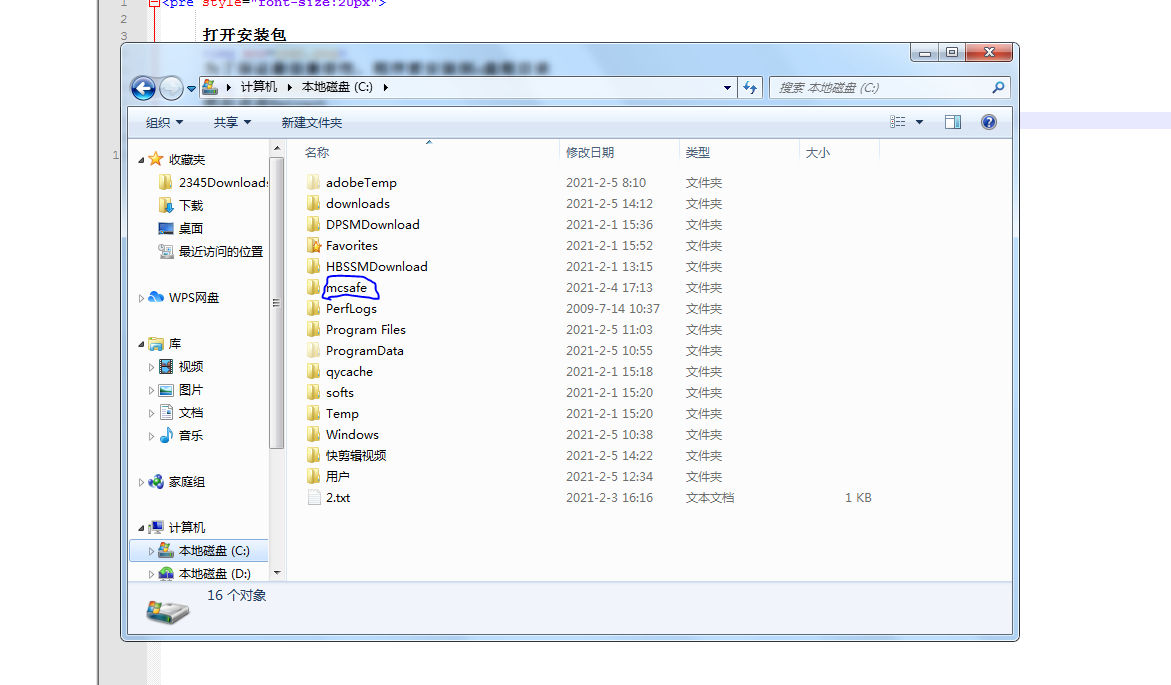 1 <pre style="font-size:20px">
2
3 打开安装包
计算机 本地磁盘 (C:) 搜索 本地磁盘 (C:)
组织 共享 新建文件夹
1
收藏夹
2345Downloads
下载
桌面
最近访问的位置
WPS网盘
库
视频
图片
文档
音乐
家庭组
计算机
本地磁盘 (C:)
本地磁盘 (D:)
名称 修改日期 类型 大小
adobeTemp 2021-2-5 8:10 文件夹
downloads 2021-2-5 14:12 文件夹
DPSMDownload 2021-2-1 15:36 文件夹
Favorites 2021-2-1 15:52 文件夹
HBSSMDownload 2021-2-1 13:15 文件夹
mcsafe 2021-2-4 17:13 文件夹
PerfLogs 2009-7-14 10:37 文件夹
Program Files 2021-2-5 11:03 文件夹
ProgramData 2021-2-5 10:55 文件夹
qycache 2021-2-1 15:18 文件夹
softs 2021-2-1 15:20 文件夹
Temp 2021-2-1 15:20 文件夹
Windows 2021-2-5 10:38 文件夹
快剪辑视频 2021-2-5 14:22 文件夹
用户 2021-2-5 12:34 文件夹
2.txt 2021-2-3 16:16 文本文档 1 KB
16 个对象